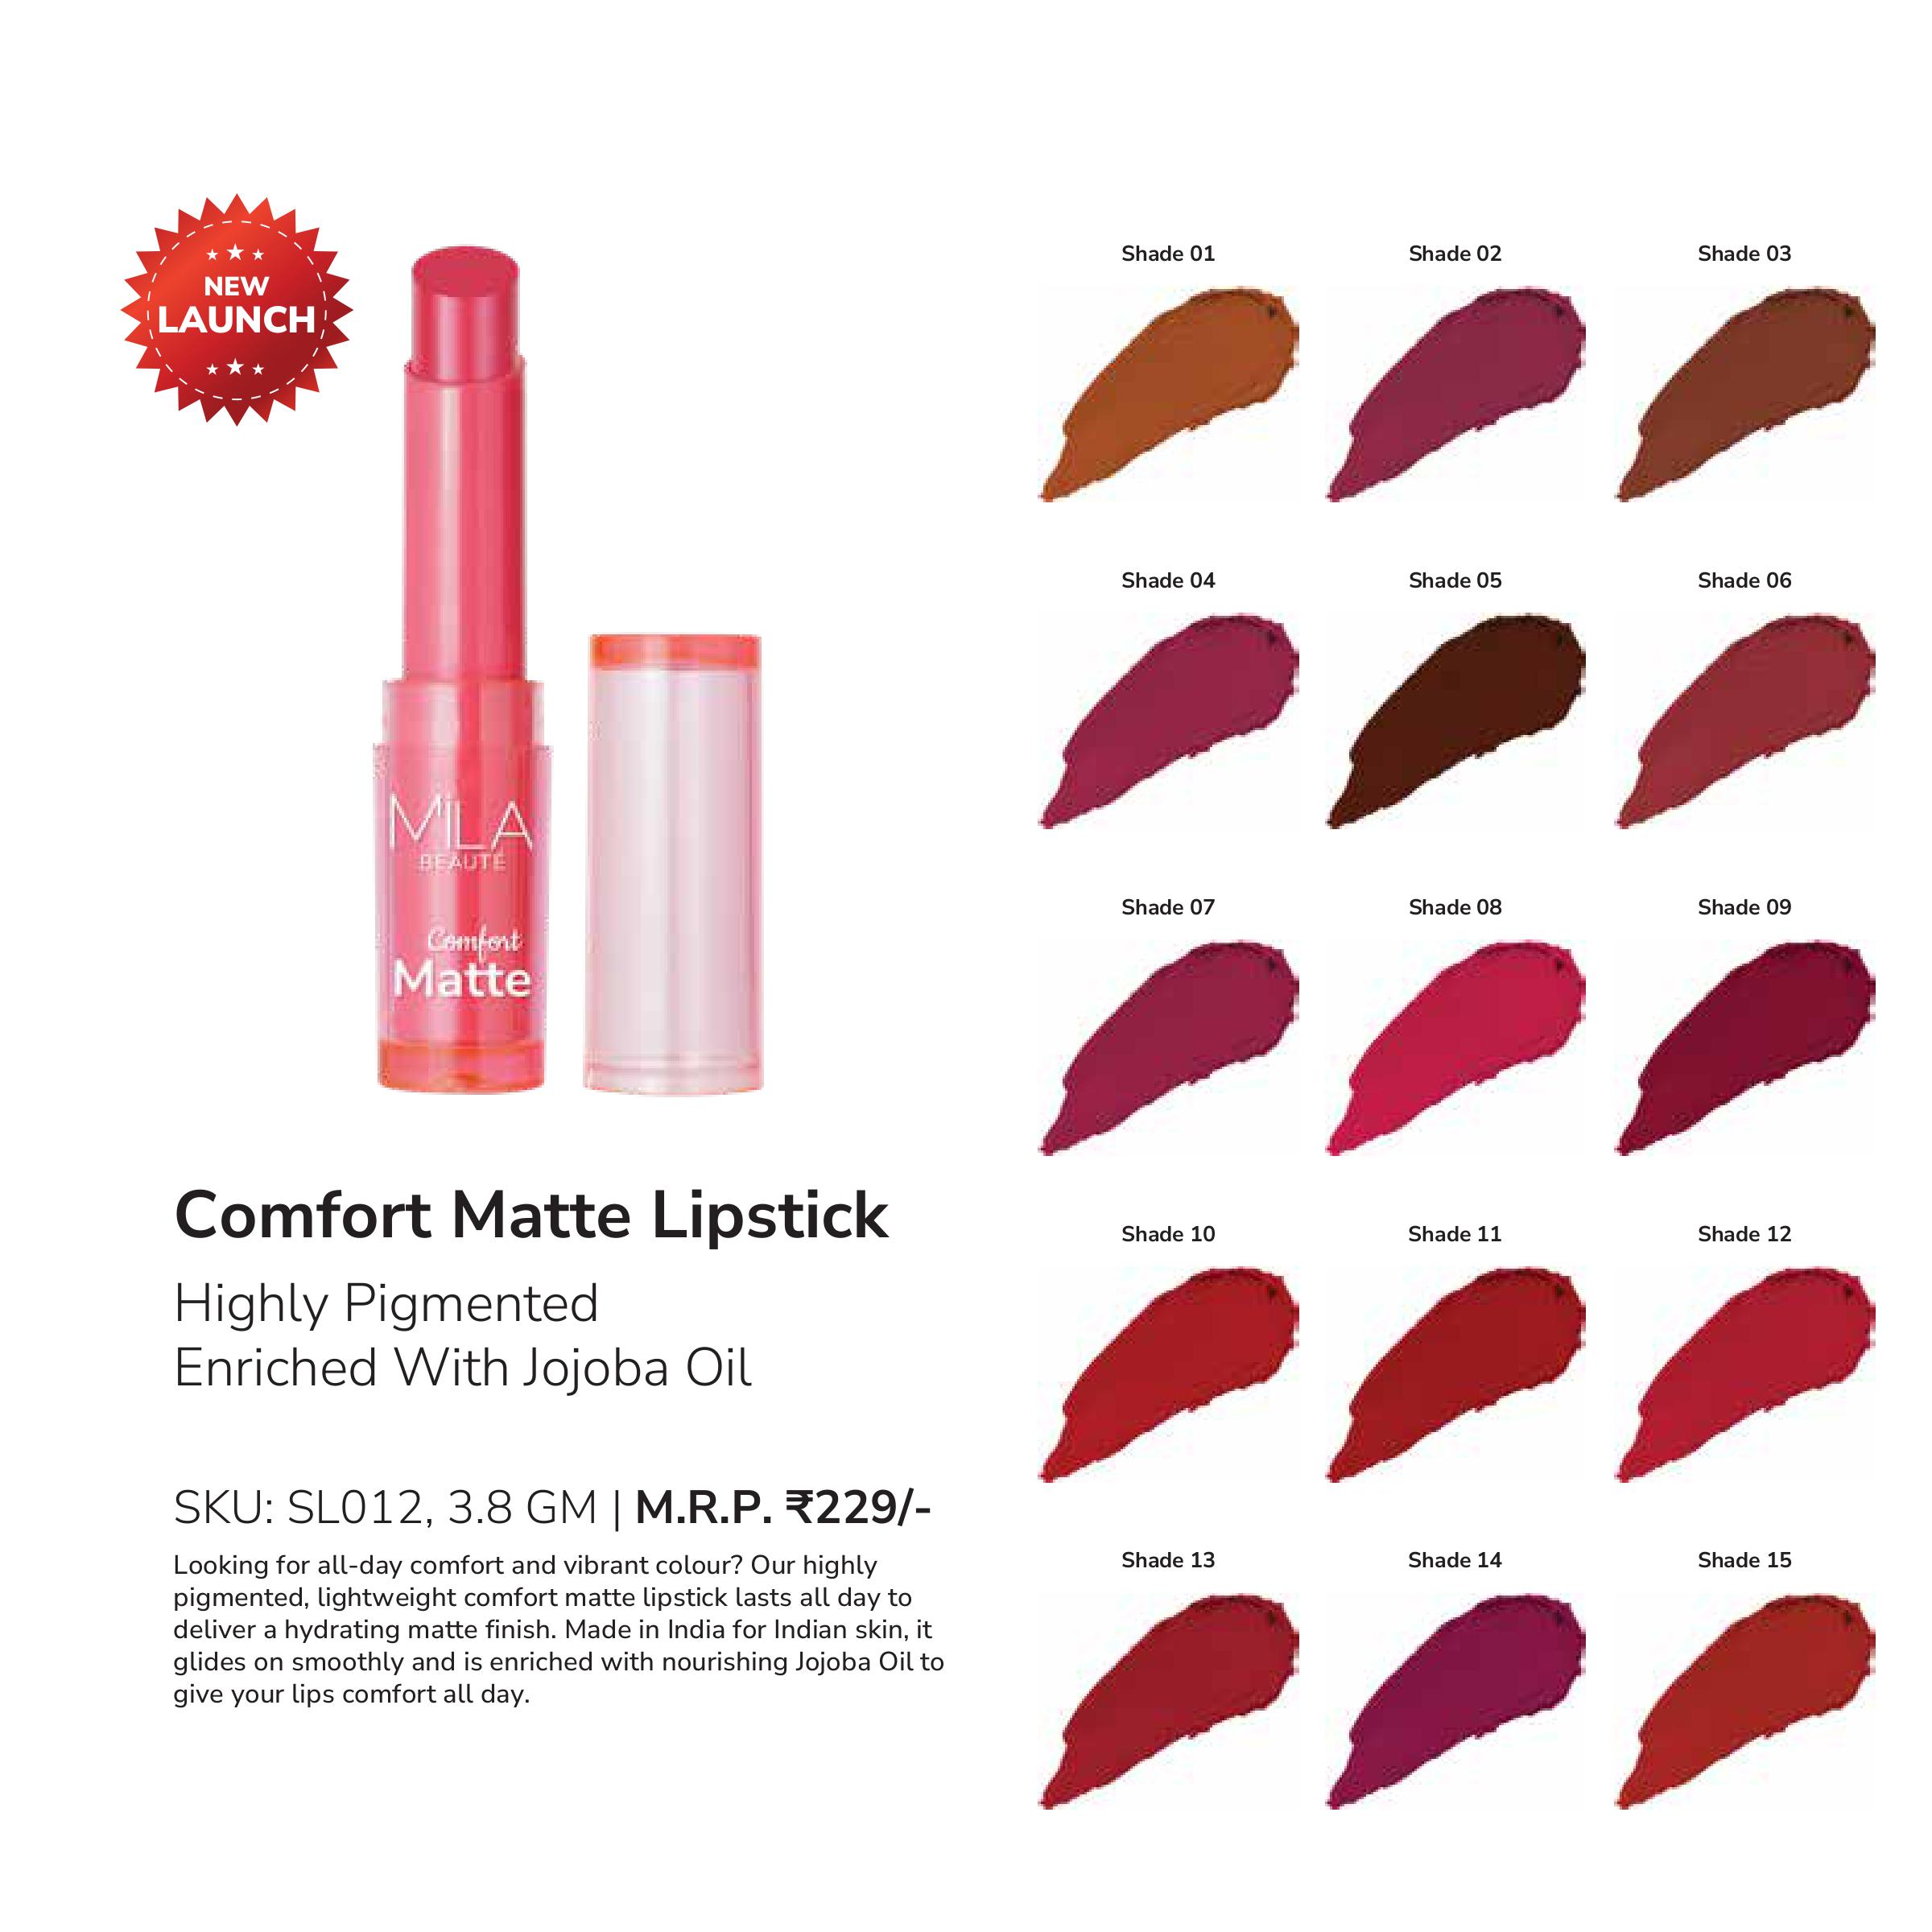 NEW
LAUNCH
MILA
BEAUTÉ
Comfort
Matte
Comfort Matte Lipstick
Highly Pigmented
Enriched With Jojoba Oil
SKU: SL012, 3.8 GM | M.R.P. ₹229/-
Looking for all-day comfort and vibrant colour? Our highly
pigmented, lightweight comfort matte lipstick lasts all day to
deliver a hydrating matte finish. Made in India for Indian skin, it
glides on smoothly and is enriched with nourishing Jojoba Oil to
give your lips comfort all day.
Shade 01 Shade 02 Shade 03
Shade 04 Shade 05 Shade 06
Shade 07 Shade 08 Shade 09
Shade 10 Shade 11 Shade 12
Shade 13 Shade 14 Shade 15